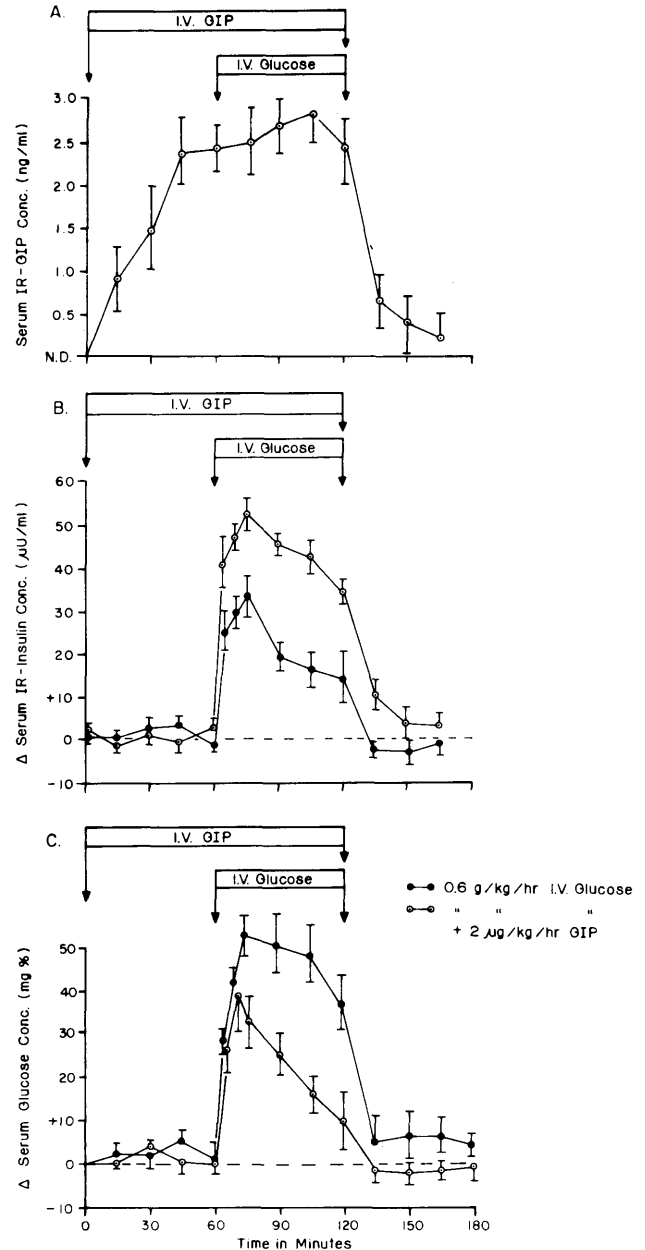 A.
I.V. GIP
I.V. Glucose
Serum IR-GIP Conc. (ng/ml)
3.0
2.5
2.0
1.5
1.0
0.5
N.D.
B.
I.V. GIP
I.V. Glucose
Δ Serum IR-Insulin Conc. (μU/ml)
60
50
40
30
20
+10
0
-10
C.
I.V. GIP
I.V. Glucose
0.6 g/kg/hr I.V. Glucose
" " "
+ 2 μg/kg/hr GIP
Δ Serum Glucose Conc. (mg %)
50
40
30
20
+10
0
-10
0 30 60 90 120 150 180
Time in Minutes